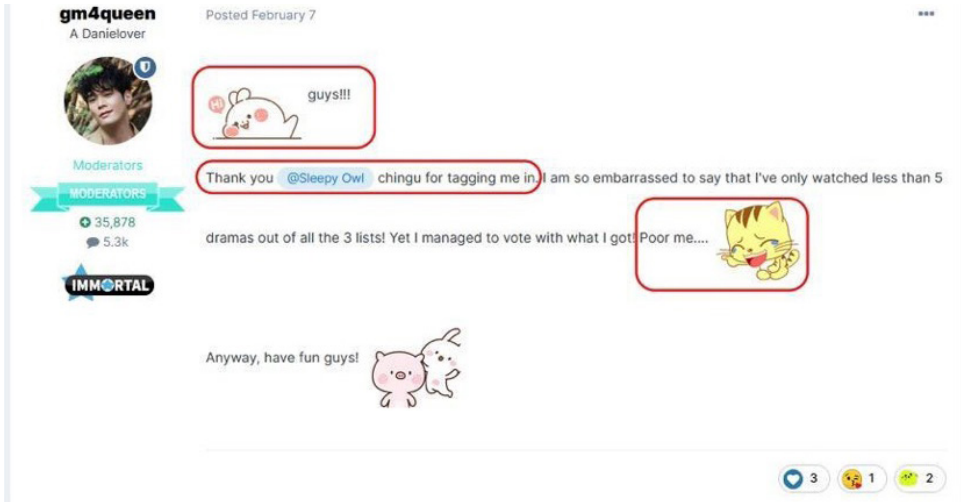 gm4queen
A Danielover
Moderators
MODERATORS
35,878
5.3k
IMMORTAL
Posted February 7
Hi
guys!!!
Thank you @Sleepy Owl chingu for tagging me in. I am so embarrassed to say that I've only watched less than 5
dramas out of all the 3 lists! Yet I managed to vote with what I got! Poor me....
Anyway, have fun guys!
3
1
2